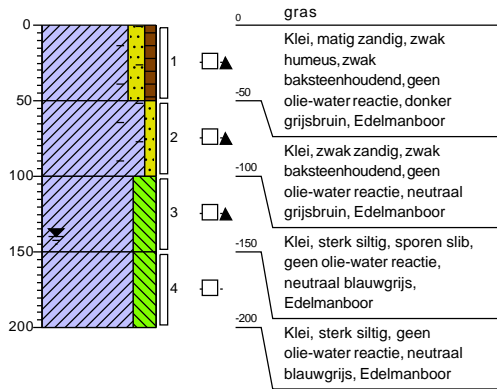 0
50
100
150
200
1
2
3
4
0
gras
Klei, matig zandig, zwak
humeus, zwak
baksteenhoudend, geen
olie-water reactie, donker
grijsbruin, Edelmanboor
-50
Klei, zwak zandig, zwak
baksteenhoudend, geen
olie-water reactie, neutraal
grijsbruin, Edelmanboor
-100
Klei, sterk siltig, sporen slib,
geen olie-water reactie,
neutraal blauwgrijs,
Edelmanboor
-150
Klei, sterk siltig, geen
olie-water reactie, neutraal
blauwgrijs, Edelmanboor
-200